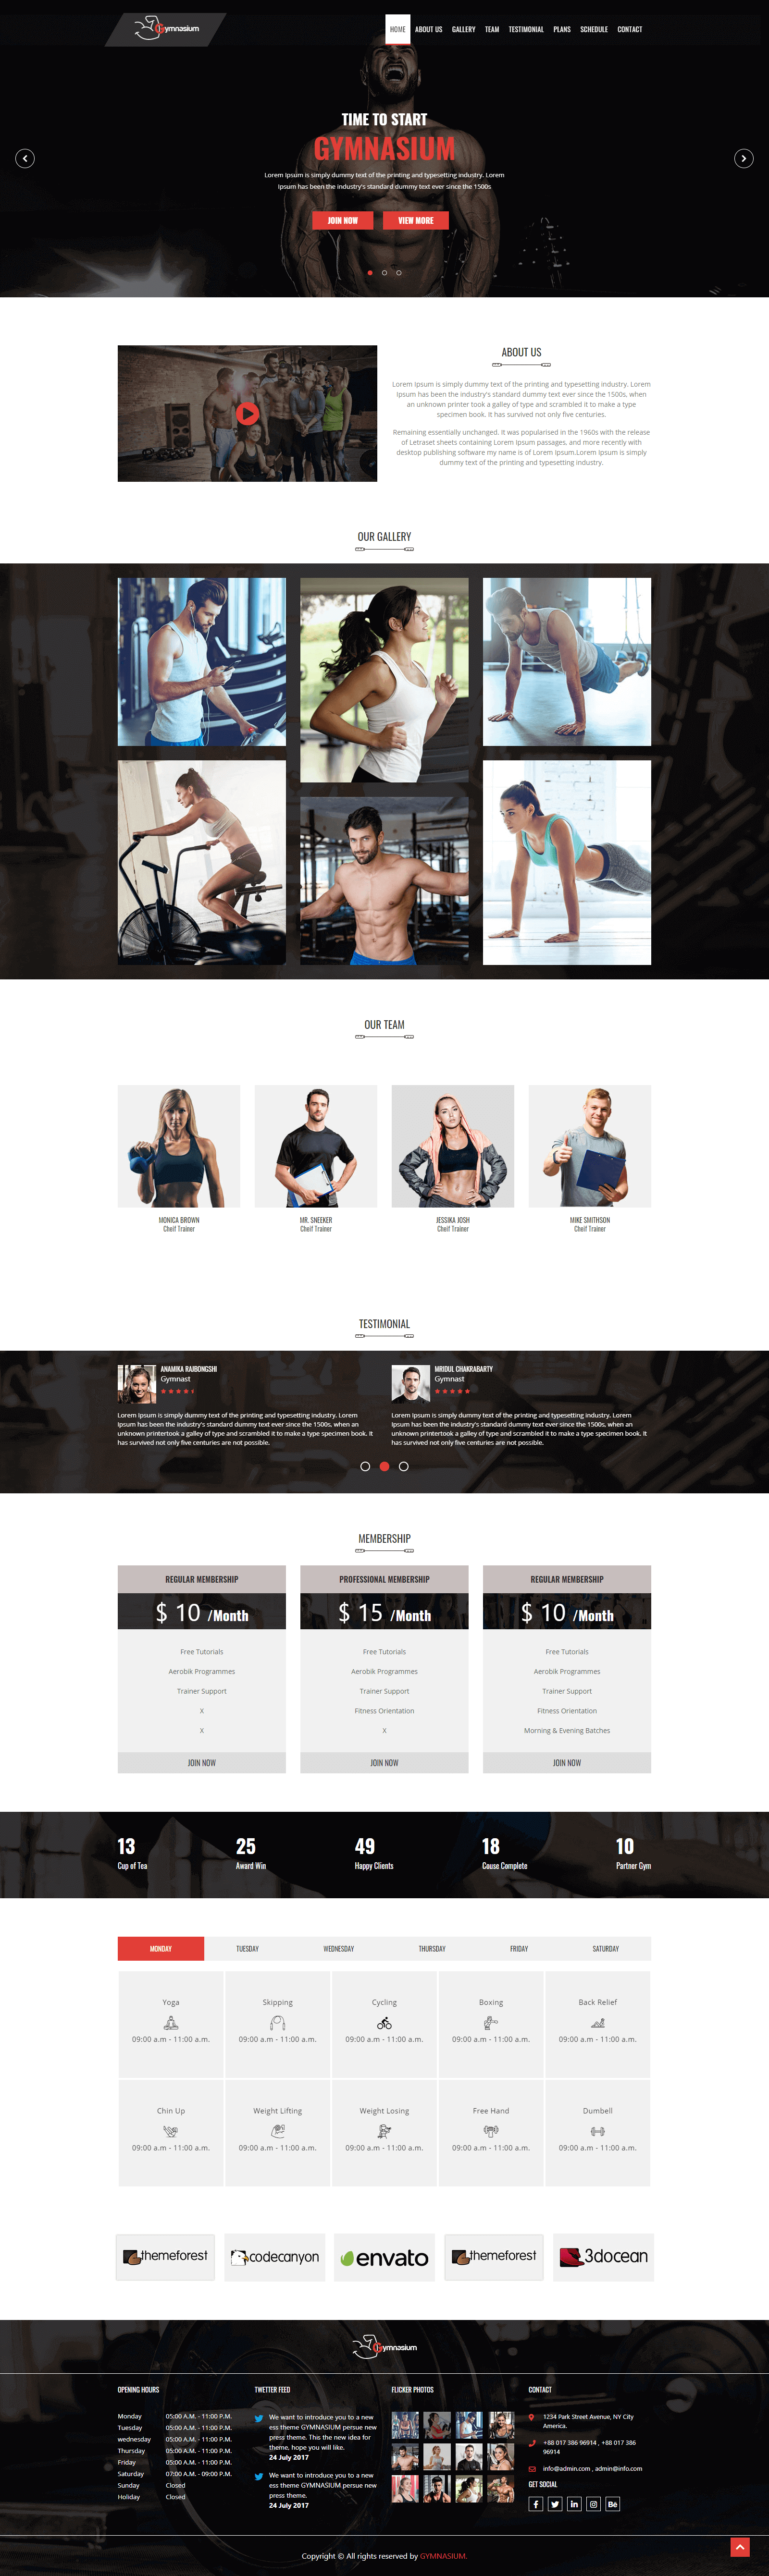 Gymnasium
HOME ABOUT US GALLERY TEAM TESTIMONIAL PLANS SCHEDULE CONTACT
TIME TO START
GYMNASIUM
Lorem Ipsum is simply dummy text of the printing and typesetting industry. Lorem
Ipsum has been the industry's standard dummy text ever since the 1500s
JOIN NOW VIEW MORE
ABOUT US
Lorem Ipsum is simply dummy text of the printing and typesetting industry. Lorem
Ipsum has been the industry's standard dummy text ever since the 1500s, when
an unknown printer took a galley of type and scrambled it to make a type
specimen book. It has survived not only five centuries.
Remaining essentially unchanged. It was popularised in the 1960s with the release
of Letraset sheets containing Lorem Ipsum passages, and more recently with
desktop publishing software my name is of Lorem Ipsum.Lorem Ipsum is simply
dummy text of the printing and typesetting industry.
OUR GALLERY
OUR TEAM
MONICA BROWN
Cheif Trainer
MR. SNEEKER
Cheif Trainer
JESSIKA JOSH
Cheif Trainer
MIKE SMITHSON
Cheif Trainer
TESTIMONIAL
ANAMIKA RAJBONGSHI
Gymnast
Lorem Ipsum is simply dummy text of the printing and typesetting industry. Lorem
Ipsum has been the industry's standard dummy text ever since the 1500s, when an
unknown printertook a galley of type and scrambled it to make a type specimen book. It
has survived not only five centuries are not possible.
MRIDUL CHAKRABARTY
Gymnast
Lorem Ipsum is simply dummy text of the printing and typesetting industry. Lorem
Ipsum has been the industry's standard dummy text ever since the 1500s, when an
unknown printertook a galley of type and scrambled it to make a type specimen book. It
has survived not only five centuries are not possible.
MEMBERSHIP
REGULAR MEMBERSHIP
$ 10 /Month
Free Tutorials
Aerobik Programmes
Trainer Support
X
X
JOIN NOW
PROFESSIONAL MEMBERSHIP
$ 15 /Month
Free Tutorials
Aerobik Programmes
Trainer Support
Fitness Orientation
X
JOIN NOW
REGULAR MEMBERSHIP
$ 10 /Month
Free Tutorials
Aerobik Programmes
Trainer Support
Fitness Orientation
Morning & Evening Batches
JOIN NOW
13
Cup of Tea
25
Award Win
49
Happy Clients
18
Couse Complete
10
Partner Gym
MONDAY TUESDAY WEDNESDAY THURSDAY FRIDAY SATURDAY
Yoga
09:00 a.m - 11:00 a.m.
Skipping
09:00 a.m - 11:00 a.m.
Cycling
09:00 a.m - 11:00 a.m.
Boxing
09:00 a.m - 11:00 a.m.
Back Relief
09:00 a.m - 11:00 a.m.
Chin Up
09:00 a.m - 11:00 a.m.
Weight Lifting
09:00 a.m - 11:00 a.m.
Weight Losing
09:00 a.m - 11:00 a.m.
Free Hand
09:00 a.m - 11:00 a.m.
Dumbell
09:00 a.m - 11:00 a.m.
themeforest
codecanyon
envato
themeforest
3docean
Gymnasium
OPENING HOURS
Monday 05:00 A.M. - 11:00 P.M.
Tuesday 05:00 A.M. - 11:00 P.M.
wednesday 05:00 A.M. - 11:00 P.M.
Thursday 05:00 A.M. - 11:00 P.M.
Friday 05:00 A.M. - 11:00 P.M.
Saturday 07:00 A.M. - 09:00 P.M.
Sunday Closed
Holiday Closed
TWETTER FEED
We want to introduce you to a new
ess theme GYMNASIUM persue new
press theme. This the new idea for
theme, hope you will like.
24 July 2017
We want to introduce you to a new
ess theme GYMNASIUM persue new
press theme.
24 July 2017
FLICKER PHOTOS
CONTACT
1234 Park Street Avenue, NY City
America.
+88 017 386 96914 , +88 017 386
96914
info@admin.com , admin@info.com
GET SOCIAL
Copyright © All rights reserved by GYMNASIUM.